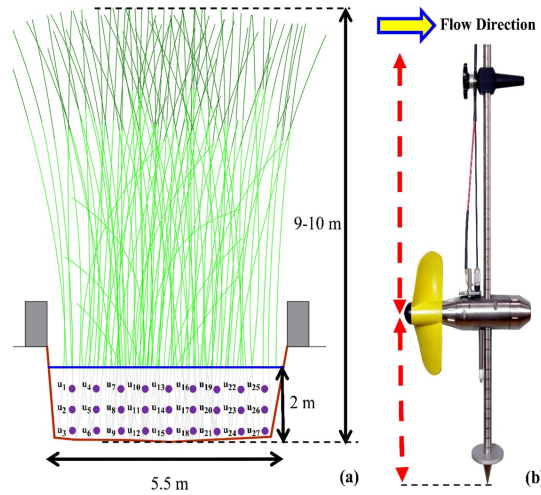 Flow Direction
9-10 m
u1 u4 u7 u10 u13 u16 u19 u22 u25
u2 u5 u8 u11 u14 u17 u20 u23 u26
u3 u6 u9 u12 u15 u18 u21 u24 u27
2 m
5.5 m
(a)
(b)